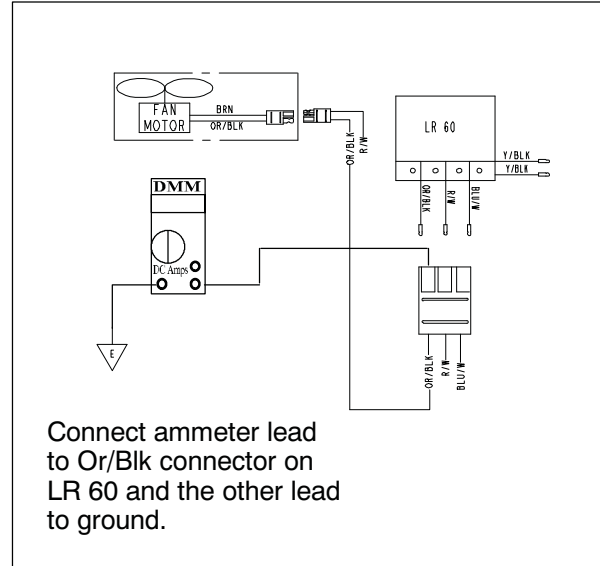 FAN
MOTOR
BRN
OR/BLK
OR/BLK
R/W
LR 60
Y/BLK
Y/BLK
OR/BLK
R/W
BLU/W
DMM
DC Amps
E
OR/BLK
R/W
BLU/W
Connect ammeter lead
to Or/Blk connector on
LR 60 and the other lead
to ground.